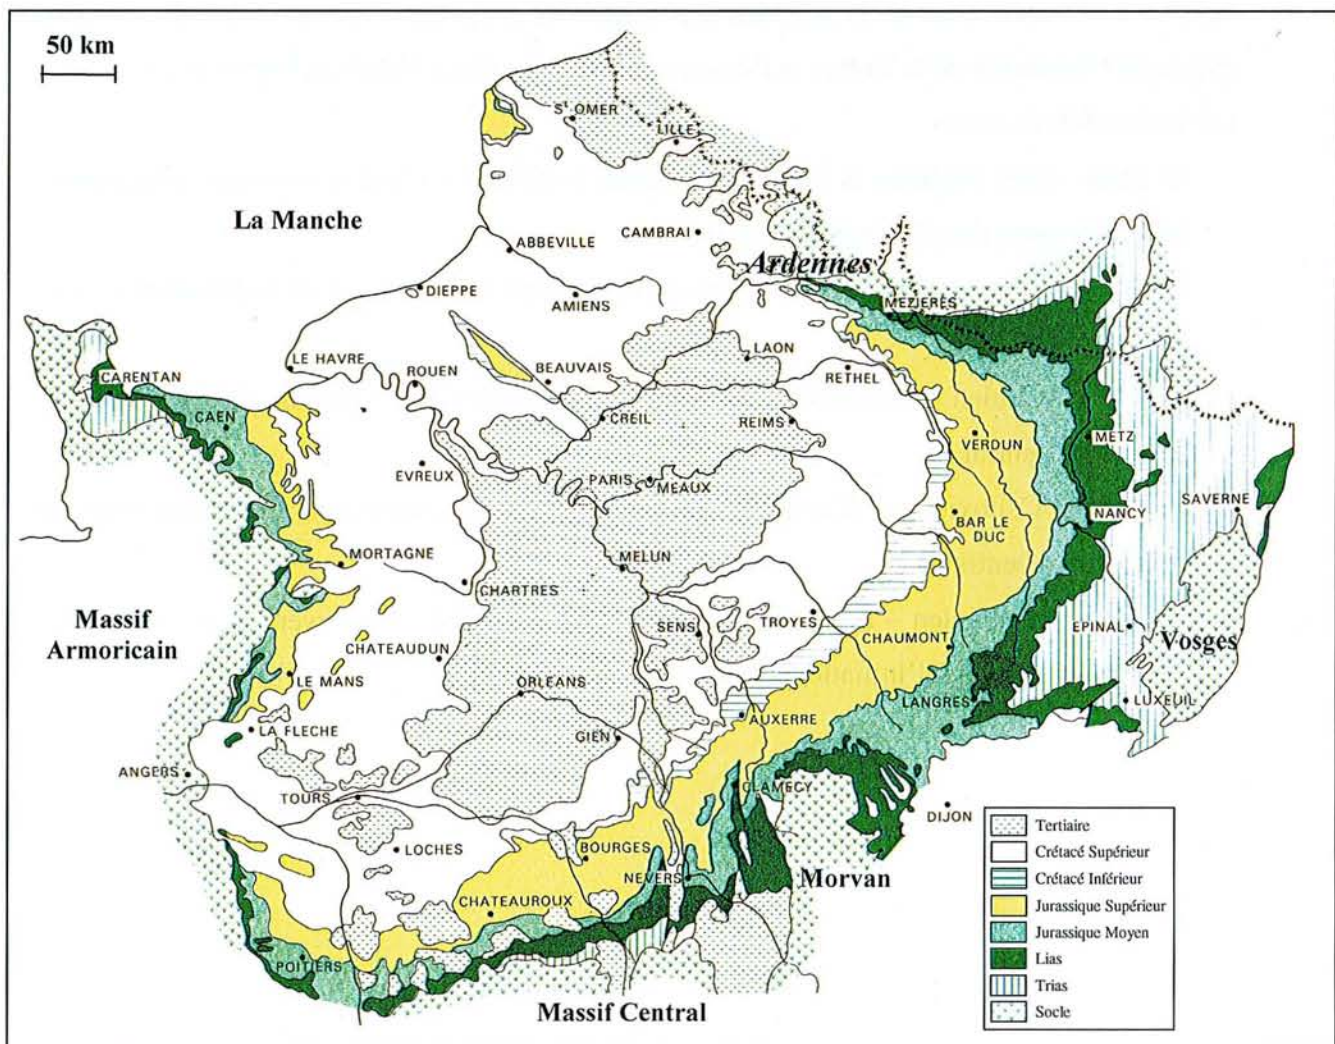 50 km
St OMER
LILLE
La Manche
ABBEVILLE
CAMBRAI
Ardennes
DIEPPE
AMIENS
MEZIERES
LE HAVRE
ROUEN
BEAUVAIS
LAON
RETHEL
CARENTAN
CAEN
CREIL
REIMS
VERDUN
METZ
EVREUX
PARIS
MEAUX
SAVERNE
NANCY
BAR LE
DUC
MORTAGNE
MELUN
CHARTRES
Massif
Armoricain
SENS
TROYES
CHAUMONT
EPINAL
Vosges
CHATEAUDUN
LE MANS
ORLEANS
LANGRES
LUXEUIL
AUXERRE
LA FLECHE
GIEN
ANGERS
TOURS
CLAMECY
DIJON
LOCHES
BOURGES
NEVERS
Morvan
CHATEAUROUX
POITIERS
Massif Central
Tertiaire
Crétacé Supérieur
Crétacé Inférieur
Jurassique Supérieur
Jurassique Moyen
Lias
Trias
Socle